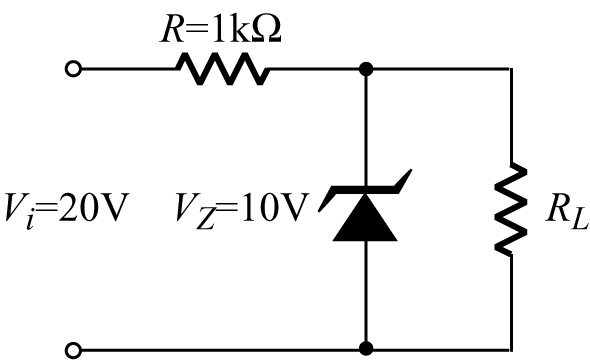 R=1kΩ
Vi=20V
VZ=10V
RL